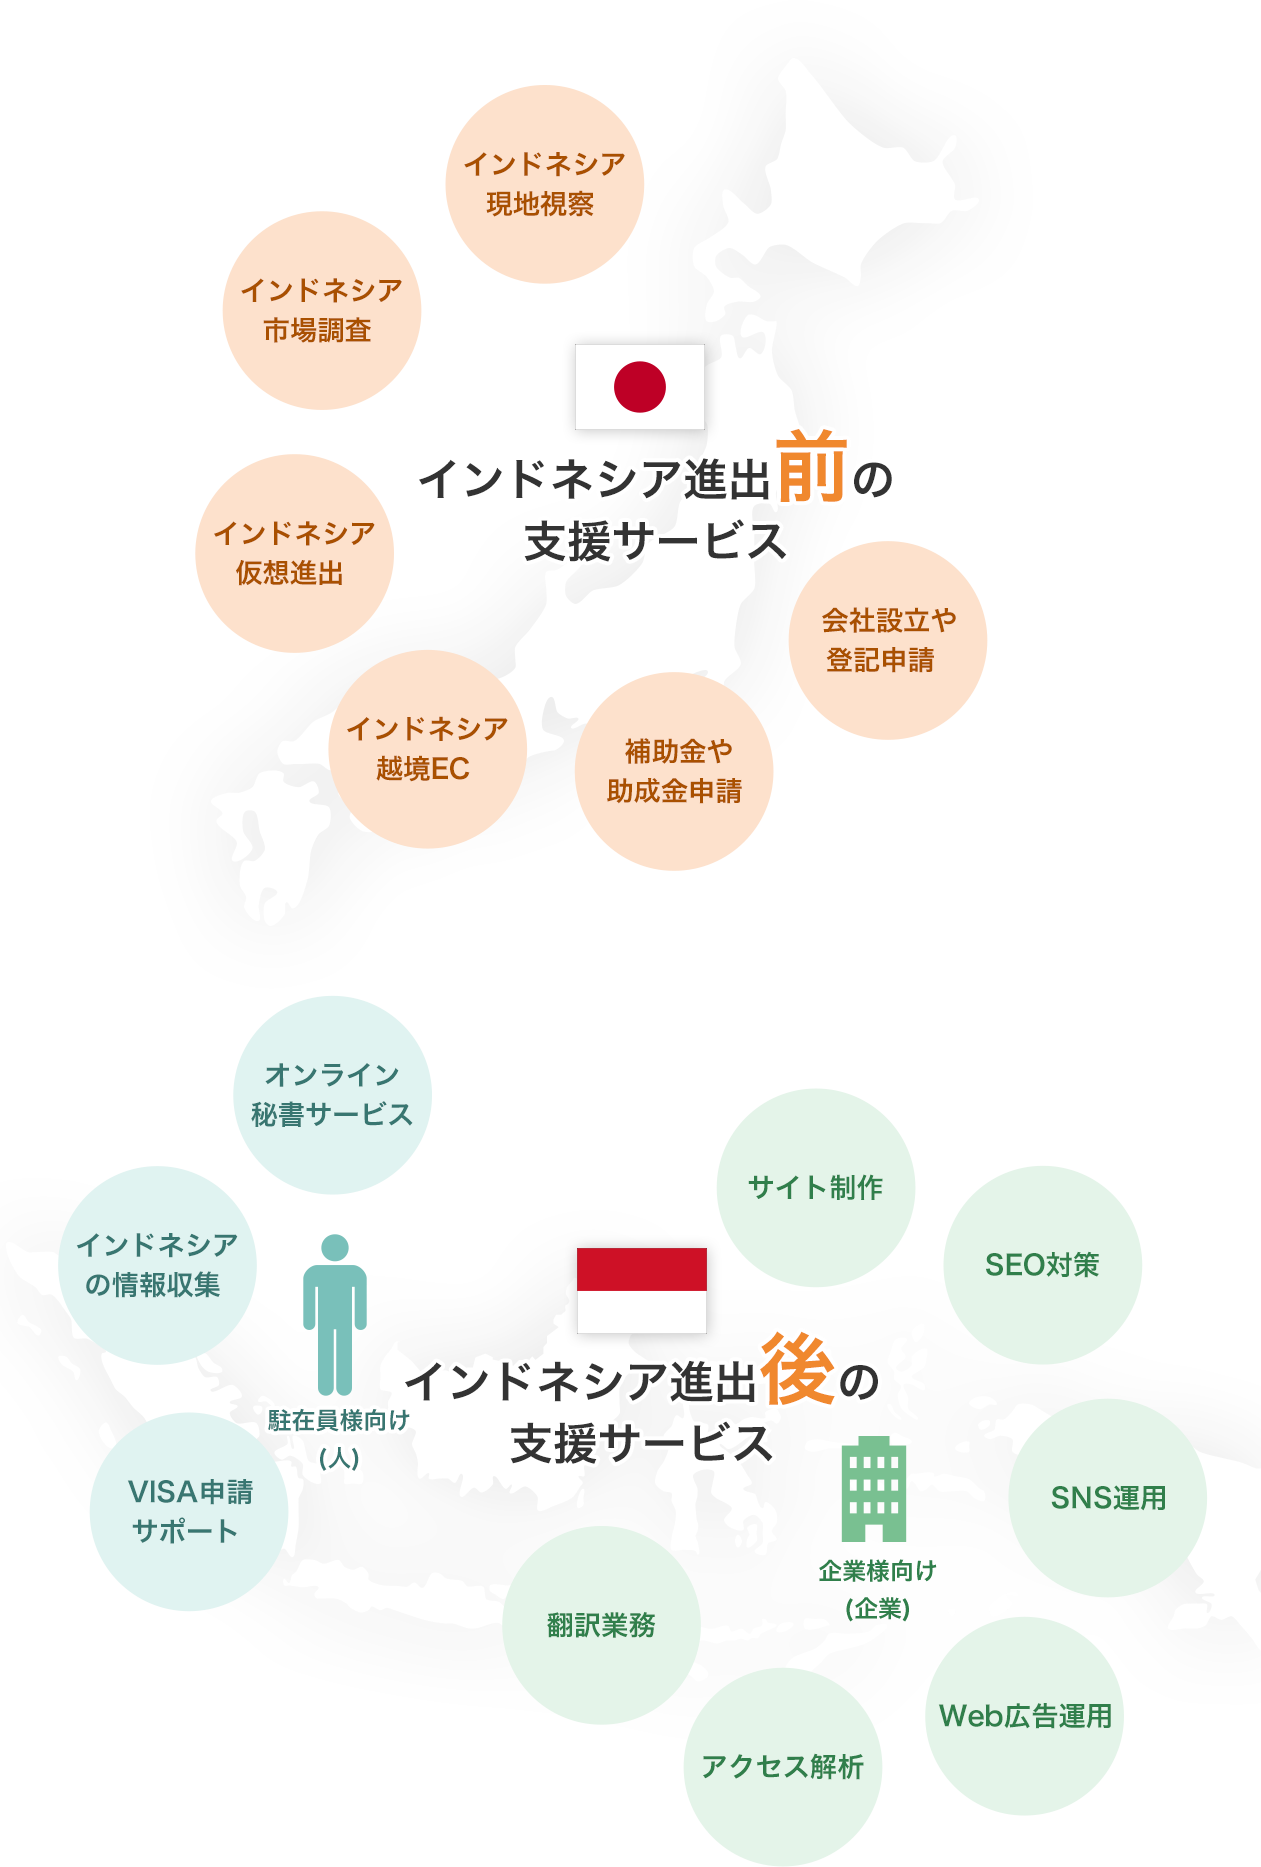 インドネシア
現地視察
インドネシア
市場調査
インドネシア進出前の
支援サービス
インドネシア
仮想進出
会社設立や
登記申請
インドネシア
越境EC
補助金や
助成金申請
オンライン
秘書サービス
サイト制作
インドネシア
の情報収集
SEO対策
インドネシア進出後の
支援サービス
駐在員様向け
(人)
VISA申請
サポート
SNS運用
企業様向け
(企業)
翻訳業務
Web広告運用
アクセス解析